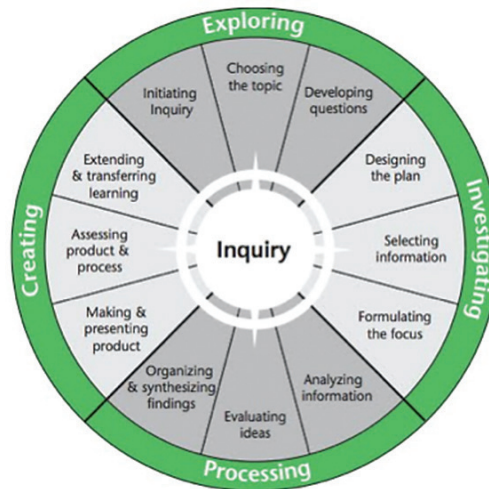 Exploring
Initiating
Inquiry
Choosing
the topic
Developing
questions
Investigating
Designing
the plan
Selecting
information
Formulating
the focus
Processing
Analyzing
information
Evaluating
ideas
Organizing
& synthesizing
findings
Creating
Making &
presenting
product
Assessing
product &
process
Extending
& transferring
learning
Inquiry